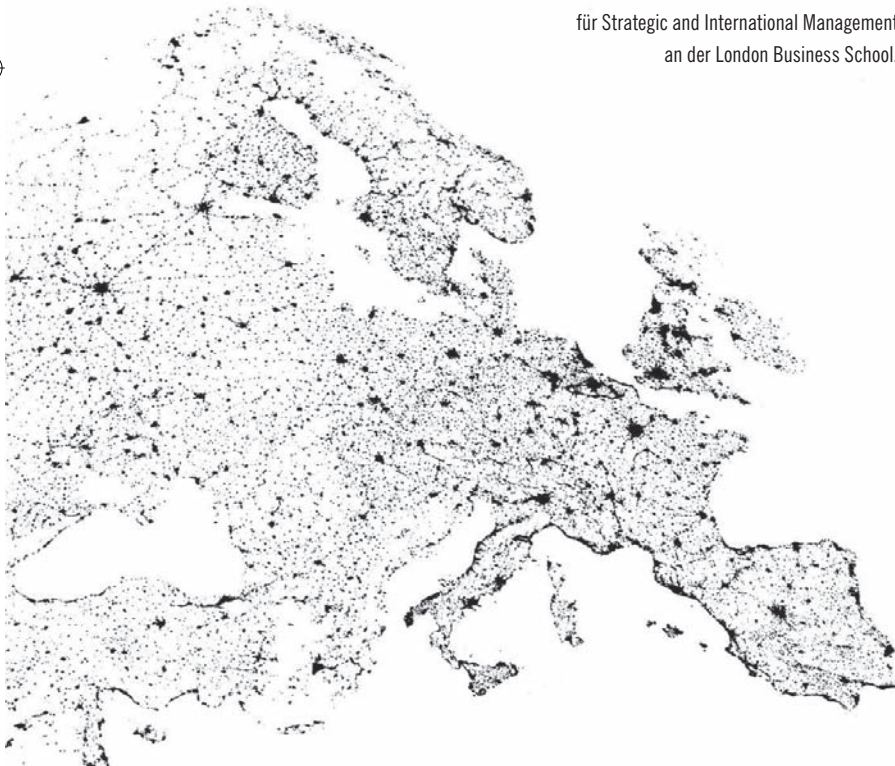 für Strategic and International Management
an der London Business School.